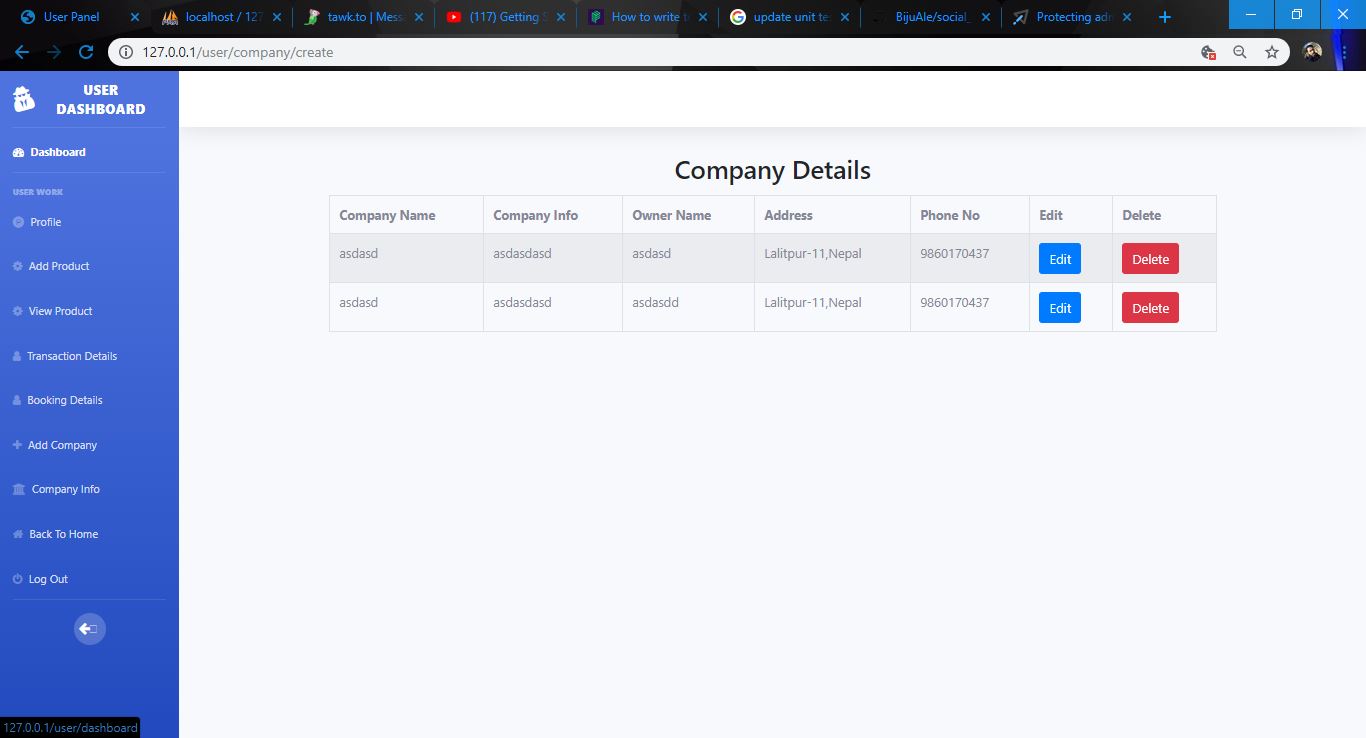 User Panel
localhost / 127
tawk.to | Mess
(117) Getting S
How to write t
update unit te
BijuAle/social_
Protecting adm
127.0.0.1/user/company/create
USER
DASHBOARD
Dashboard
USER WORK
Profile
Add Product
View Product
Transaction Details
Booking Details
Add Company
Company Info
Back To Home
Log Out
Company Details
Company Name Company Info Owner Name Address Phone No Edit Delete
asdasd asdasdasd asdasd Lalitpur-11,Nepal 9860170437 Edit Delete
asdasd asdasdasd asdasdd Lalitpur-11,Nepal 9860170437 Edit Delete
127.0.0.1/user/dashboard